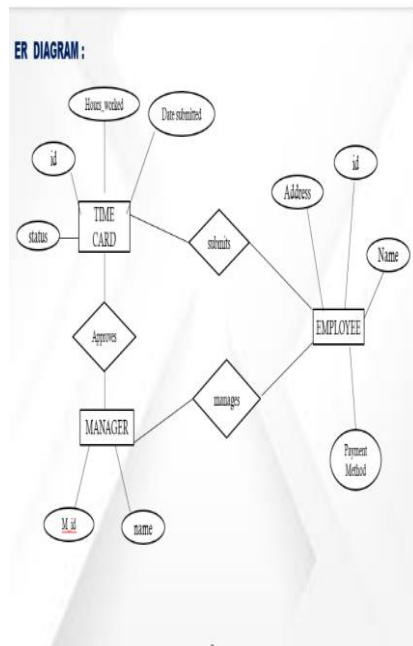 ER DIAGRAM :
Hours_worked
Date submitted
id
id
Address
TIME
CARD
status
submits
Name
EMPLOYEE
Approves
manages
MANAGER
Payment
Method
M_id
name